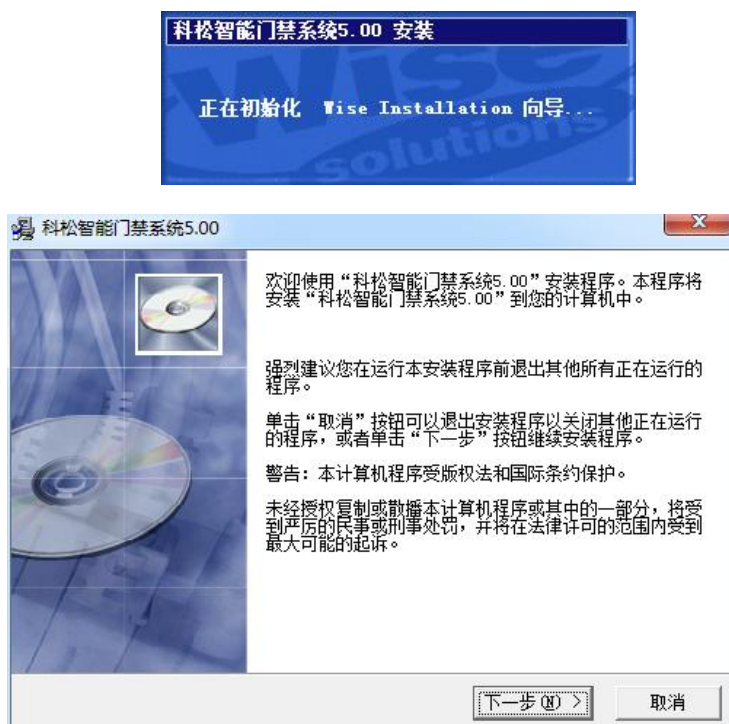 科松智能门禁系统5.00 安装
Wise
正在初始化 Wise Installation 向导...
solutions
科松智能门禁系统5.00
欢迎使用“科松智能门禁系统5.00”安装程序。本程序将
安装“科松智能门禁系统5.00”到您的计算机中。
强烈建议您在运行本安装程序前退出其他所有正在运行的
程序。
单击“取消”按钮可以退出安装程序以关闭其他正在运行
的程序，或者单击“下一步”按钮继续安装程序。
警告：本计算机程序受版权法和国际条约保护。
未经授权复制或散播本计算机程序或其中的一部分，将受
到严厉的民事或刑事处罚，并将在法律许可的范围内受到
最大可能的起诉。
下一步(N) >
取消